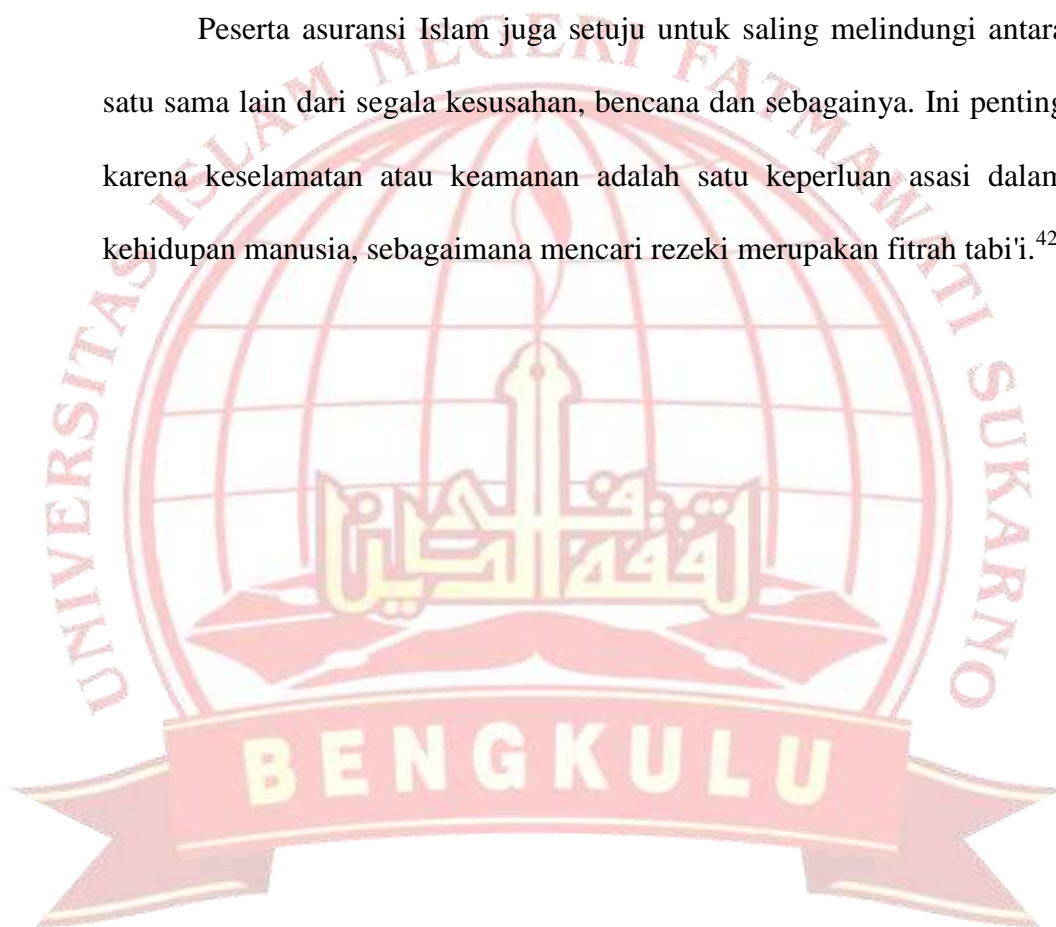 Peserta asuransi Islam juga setuju untuk saling melindungi antara
satu sama lain dari segala kesusahan, bencana dan sebagainya. Ini penting
karena keselamatan atau keamanan adalah satu keperluan asasi dalam
kehidupan manusia, sebagaimana mencari rezeki merupakan fitrah tabi'i.42
UNIVERSITAS ISLAM NEGERI FATMAWATI SUKARNO
BENGKULU